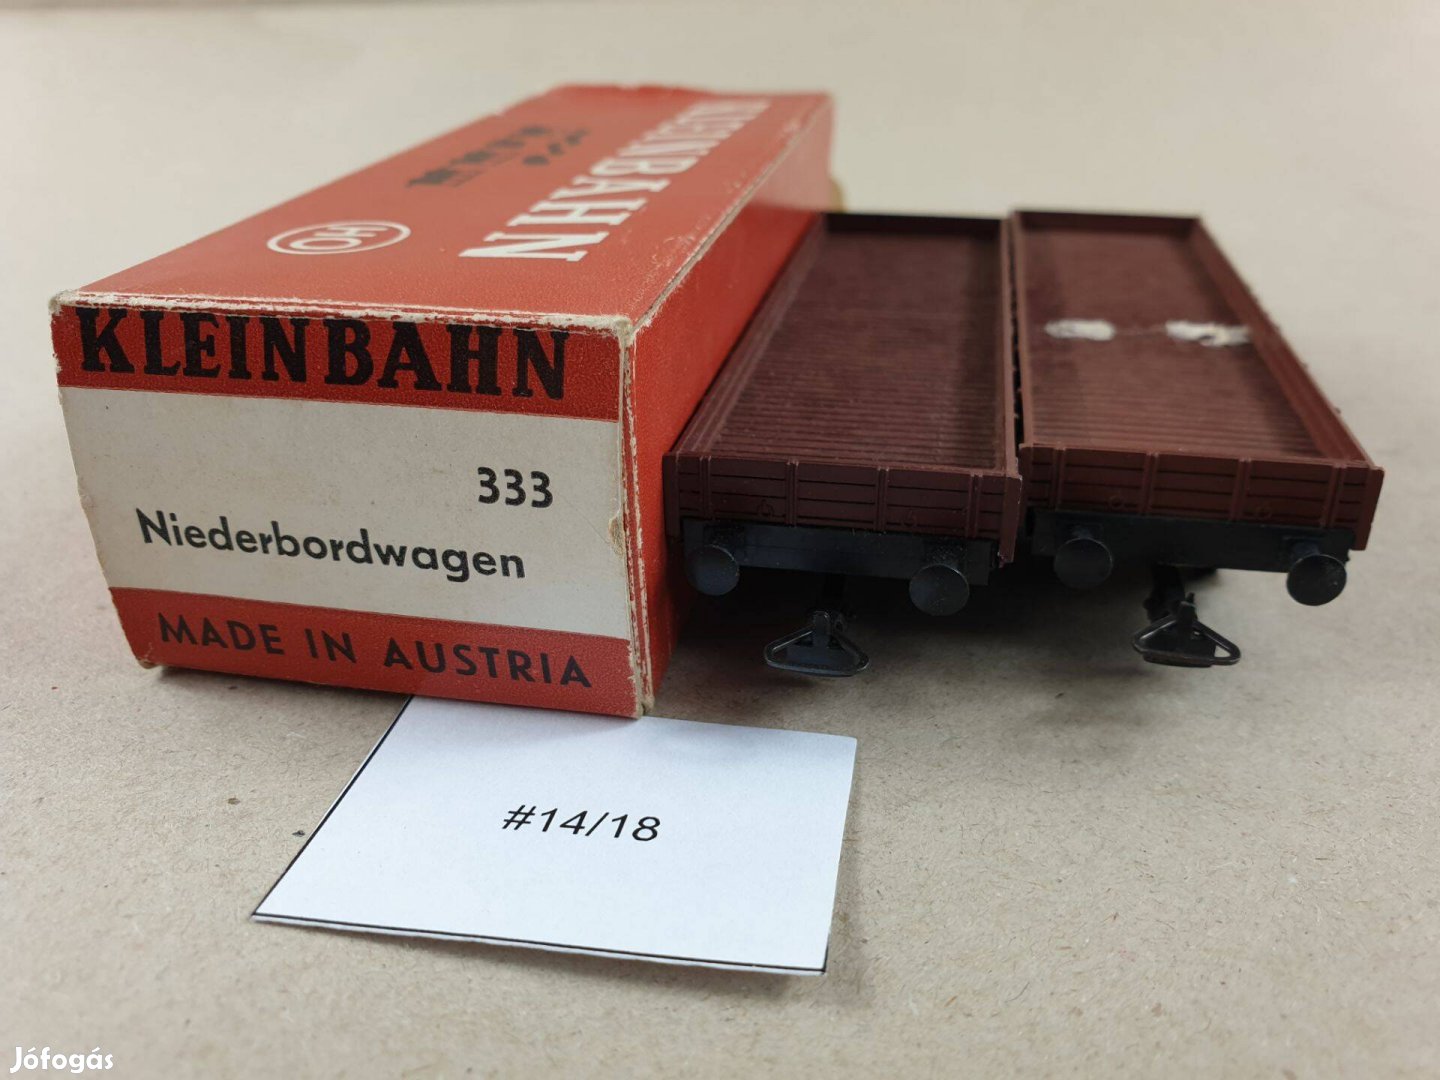 KLEINBAHN
HO
KLEINBAHN
333
Niederbordwagen
MADE IN AUSTRIA
#14/18
Jófogás